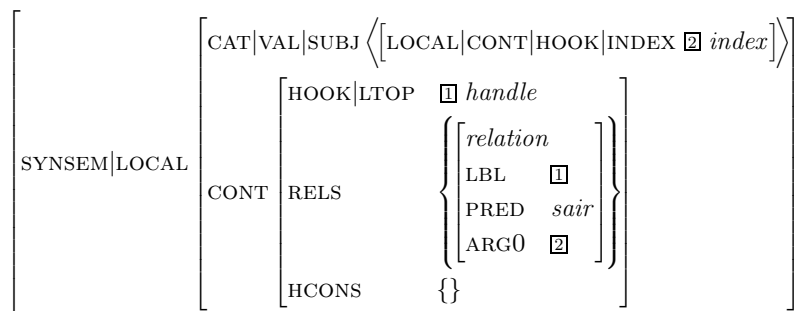 CAT|VAL|SUBJ ⟨[LOCAL|CONT|HOOK|INDEX 2 index]⟩
HOOK|LTOP 1 handle
relation
SYNSEM|LOCAL
LBL 1
CONT RELS
PRED sair
ARG0 2
HCONS {}